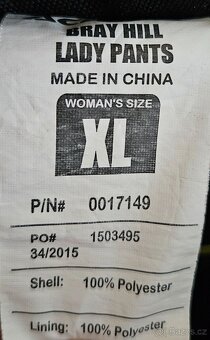 BRAY HILL
LADY PANTS
MADE IN CHINA
WOMAN'S SIZE
XL
P/N# 0017149
PO# 1503495
34/2015
Shell: 100% Polyester
Lining: 100% Polyester